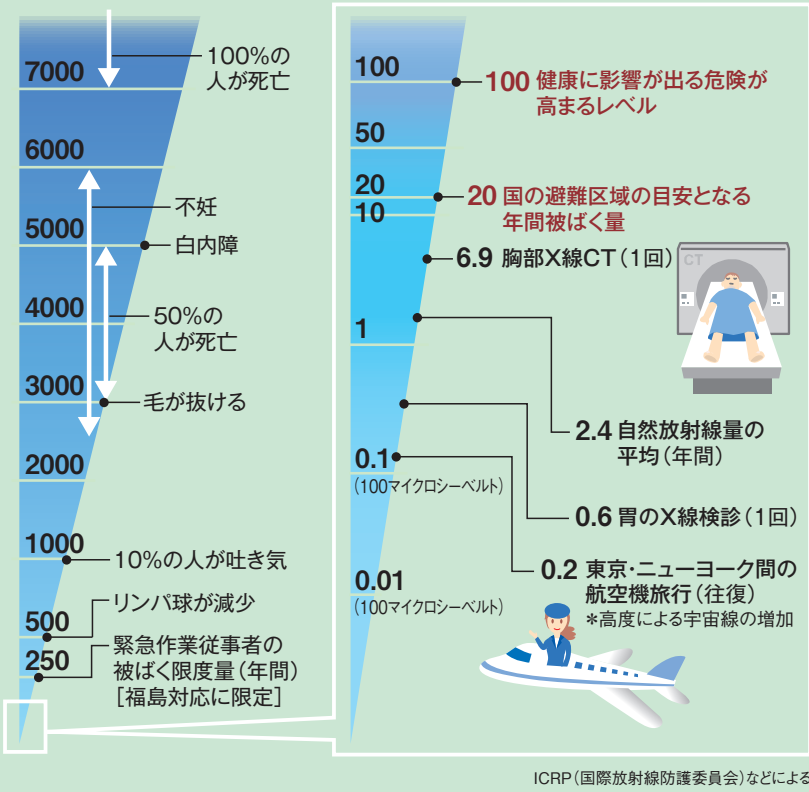 7000
100%の
人が死亡
6000
不妊
5000
白内障
4000
50%の
人が死亡
3000
毛が抜ける
2000
1000
10%の人が吐き気
リンパ球が減少
500
緊急作業従事者の
250
被ばく限度量(年間)
[福島対応に限定]
100
100 健康に影響が出る危険が
高まるレベル
50
20
20 国の避難区域の目安となる
年間被ばく量
10
6.9 胸部X線CT(1回)
CT
1
2.4 自然放射線量の
平均(年間)
0.1
(100マイクロシーベルト)
0.6 胃のX線検診(1回)
0.2 東京・ニューヨーク間の
航空機旅行(往復)
*高度による宇宙線の増加
0.01
(100マイクロシーベルト)
ICRP(国際放射線防護委員会)などによる